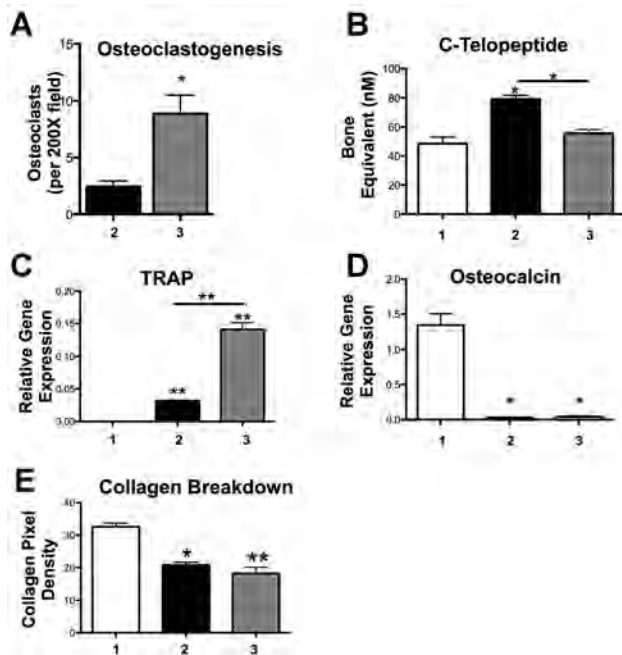 A
Osteoclastogenesis
Osteoclasts
(per 200X field)
15
10
5
0
*
2 3
B
C-Telopeptide
Bone
Equivalent (nM)
100
80
60
40
20
0
*
*
1 2 3
C
TRAP
Relative Gene
Expression
0.20
0.15
0.10
0.05
0.00
**
**
**
1 2 3
D
Osteocalcin
Relative Gene
Expression
2.0
1.5
1.0
0.5
0.0
* *
1 2 3
E
Collagen Breakdown
Collagen Pixel
Density
40
30
20
10
0
* **
1 2 3